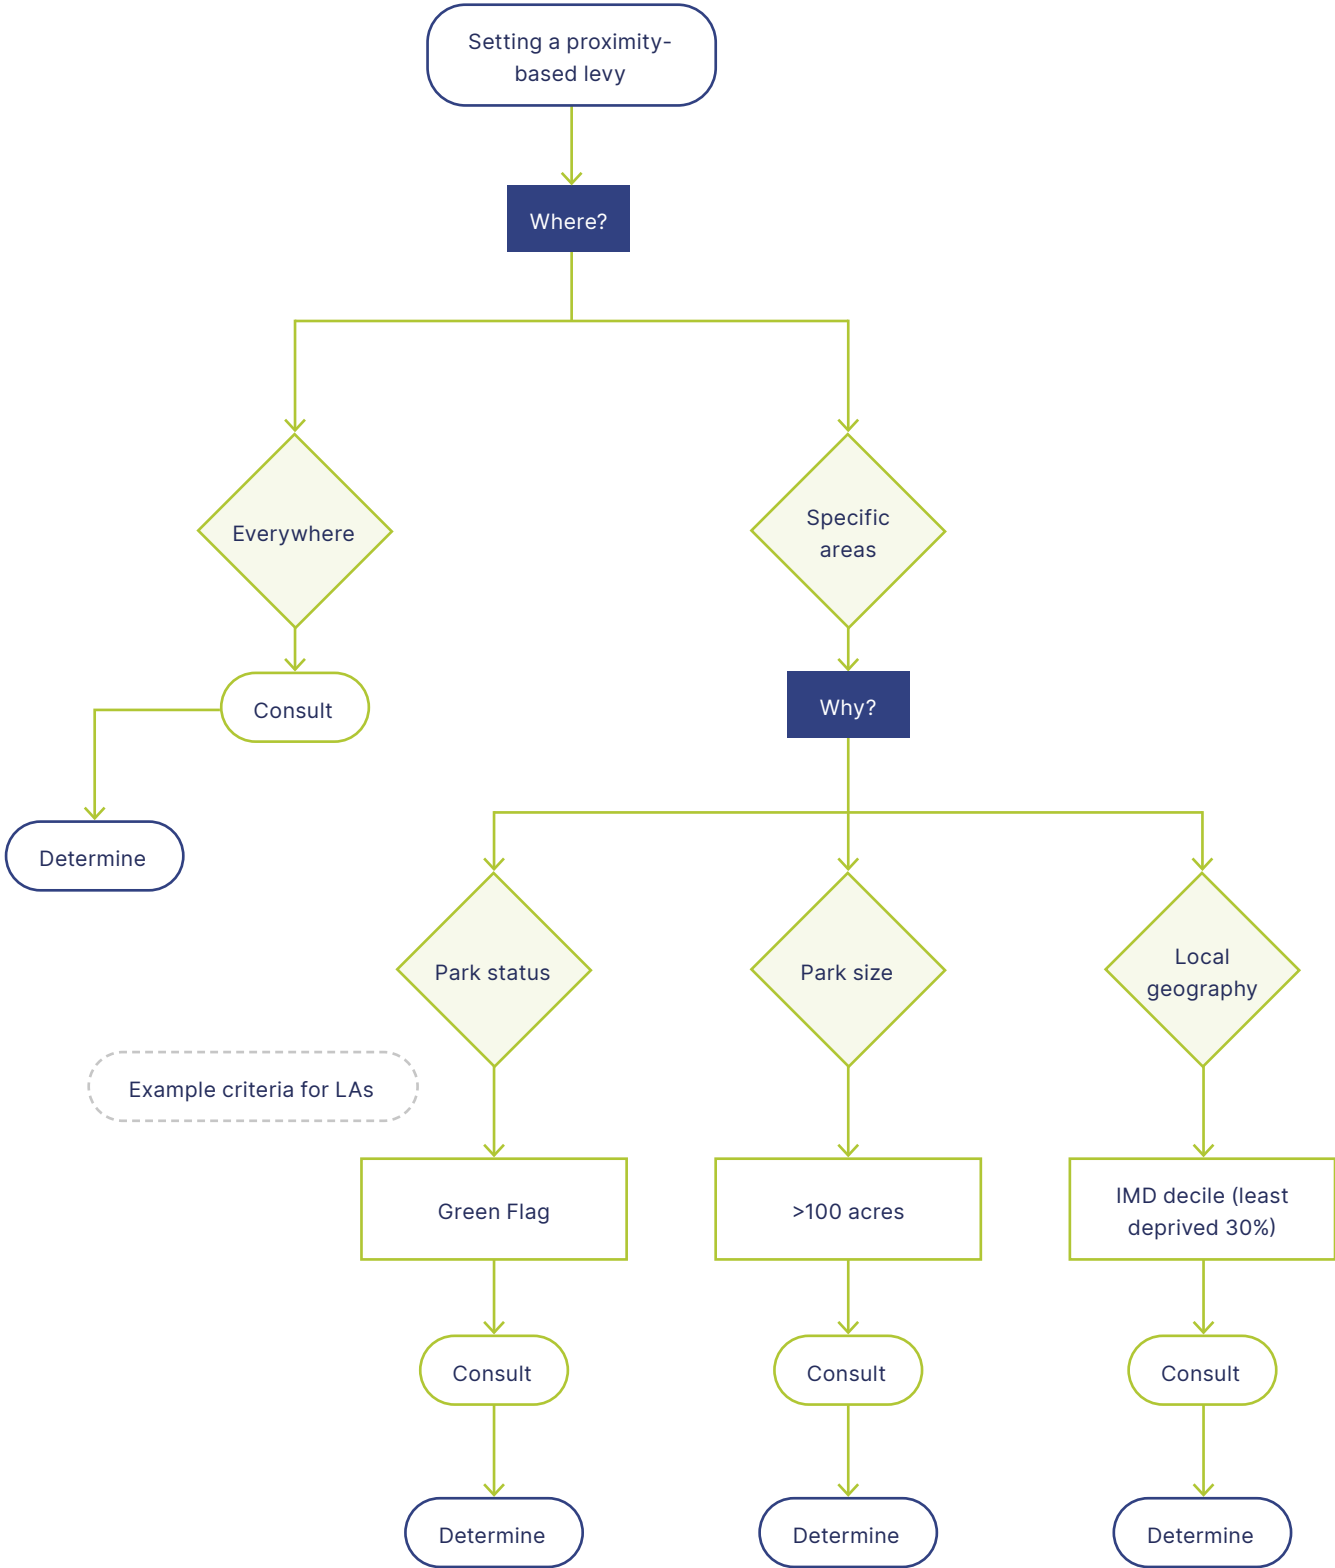 Setting a proximity-
based levy
Where?
Everywhere
Specific
areas
Consult
Why?
Determine
Park status
Park size
Local
geography
Example criteria for LAs
Green Flag
>100 acres
IMD decile (least
deprived 30%)
Consult
Consult
Consult
Determine
Determine
Determine